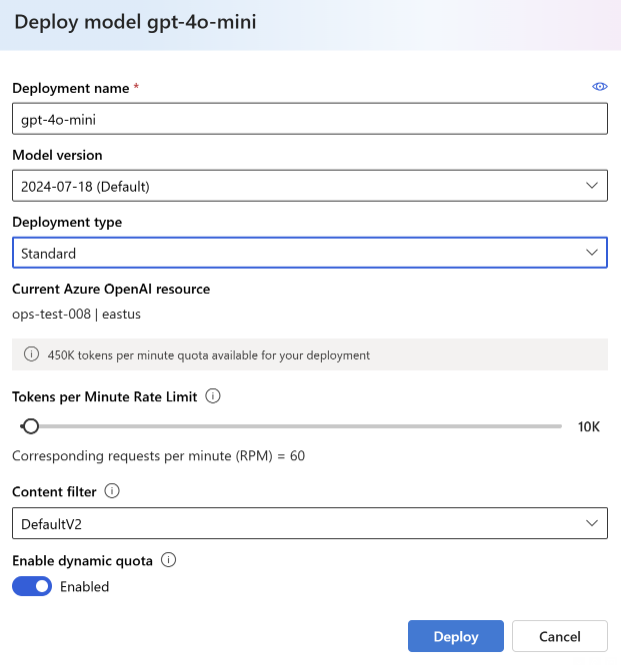 Deploy model gpt-4o-mini
Deployment name *
gpt-4o-mini
Model version
2024-07-18 (Default)
Deployment type
Standard
Current Azure OpenAI resource
ops-test-008 | eastus
450K tokens per minute quota available for your deployment
Tokens per Minute Rate Limit
10K
Corresponding requests per minute (RPM) = 60
Content filter
DefaultV2
Enable dynamic quota
Enabled
Deploy Cancel